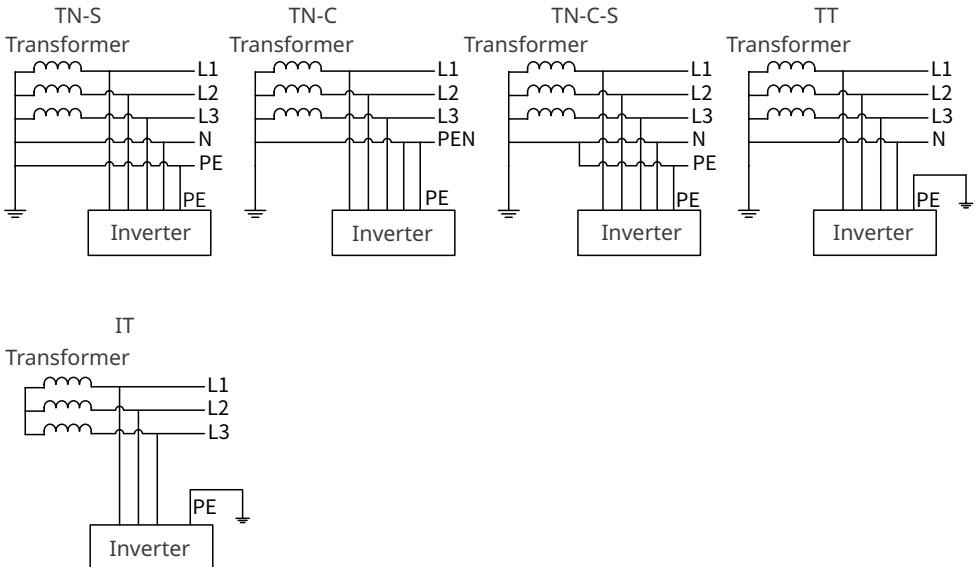 TN-S TN-C TN-C-S TT
Transformer Transformer Transformer Transformer
L1 L1 L1 L1
L2 L2 L2 L2
L3 L3 L3 L3
N PEN N N
PE PE
PE PE PE PE
Inverter Inverter Inverter Inverter
IT
Transformer
L1
L2
L3
PE
Inverter